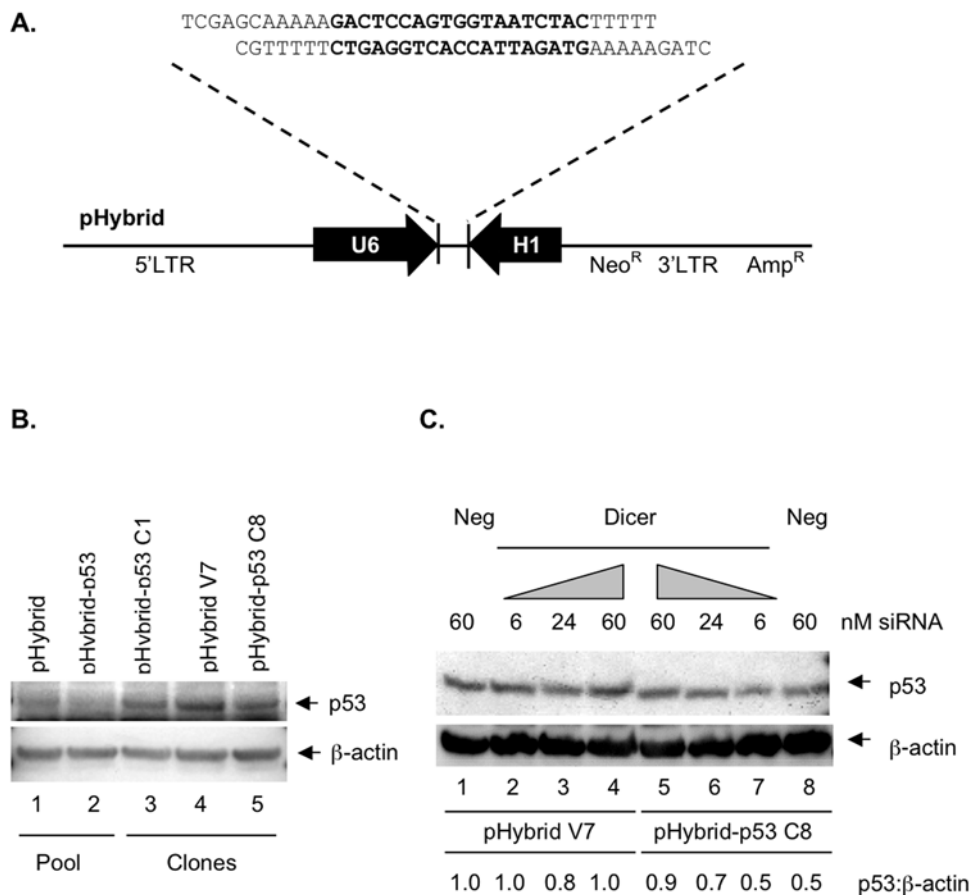 A.
TCGAGCAAAAAGACTCCAGTGGTAATCTACTTTTT
CGTTTTTCTGAGGTCACCATTAGATGAAAAAGATC
pHybrid
U6 H1
5'LTR Neo^R 3'LTR Amp^R
B.
pHybrid
pHybrid-p53
pHybrid-p53 C1
pHybrid V7
pHybrid-p53 C8
p53
β-actin
1 2 3 4 5
Pool Clones
C.
Neg Dicer Neg
60 6 24 60 60 24 6 60 nM siRNA
p53
β-actin
1 2 3 4 5 6 7 8
pHybrid V7 pHybrid-p53 C8
1.0 1.0 0.8 1.0 0.9 0.7 0.5 0.5 p53:β-actin